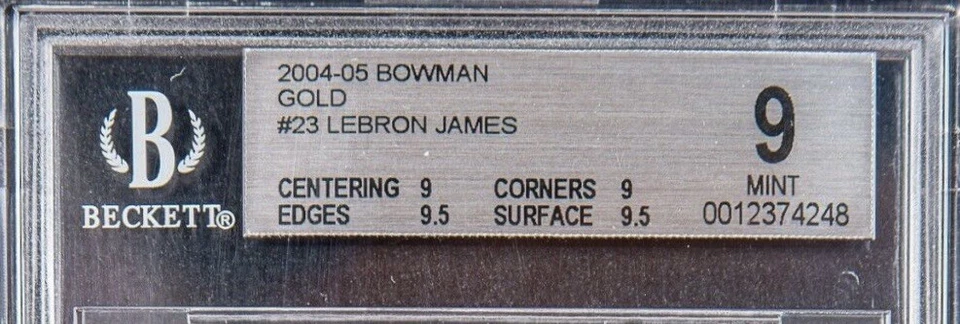 B
BECKETT®
2004-05 BOWMAN
GOLD
#23 LEBRON JAMES
CENTERING 9 CORNERS 9
EDGES 9.5 SURFACE 9.5
9
MINT
0012374248